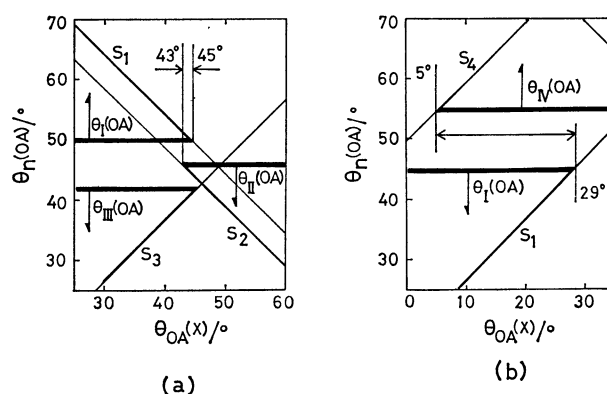 70
60
50
40
30
θn(OA)/°
43° 45°
S1
θI(OA)
θII(OA)
θIII(OA)
S2
S3
30 40 50 60
θOA(X)/°
(a)
70
60
50
40
30
θn(OA)/°
S4
5°
θIV(OA)
θI(OA)
29°
S1
0 10 20 30
θOA(X)/°
(b)